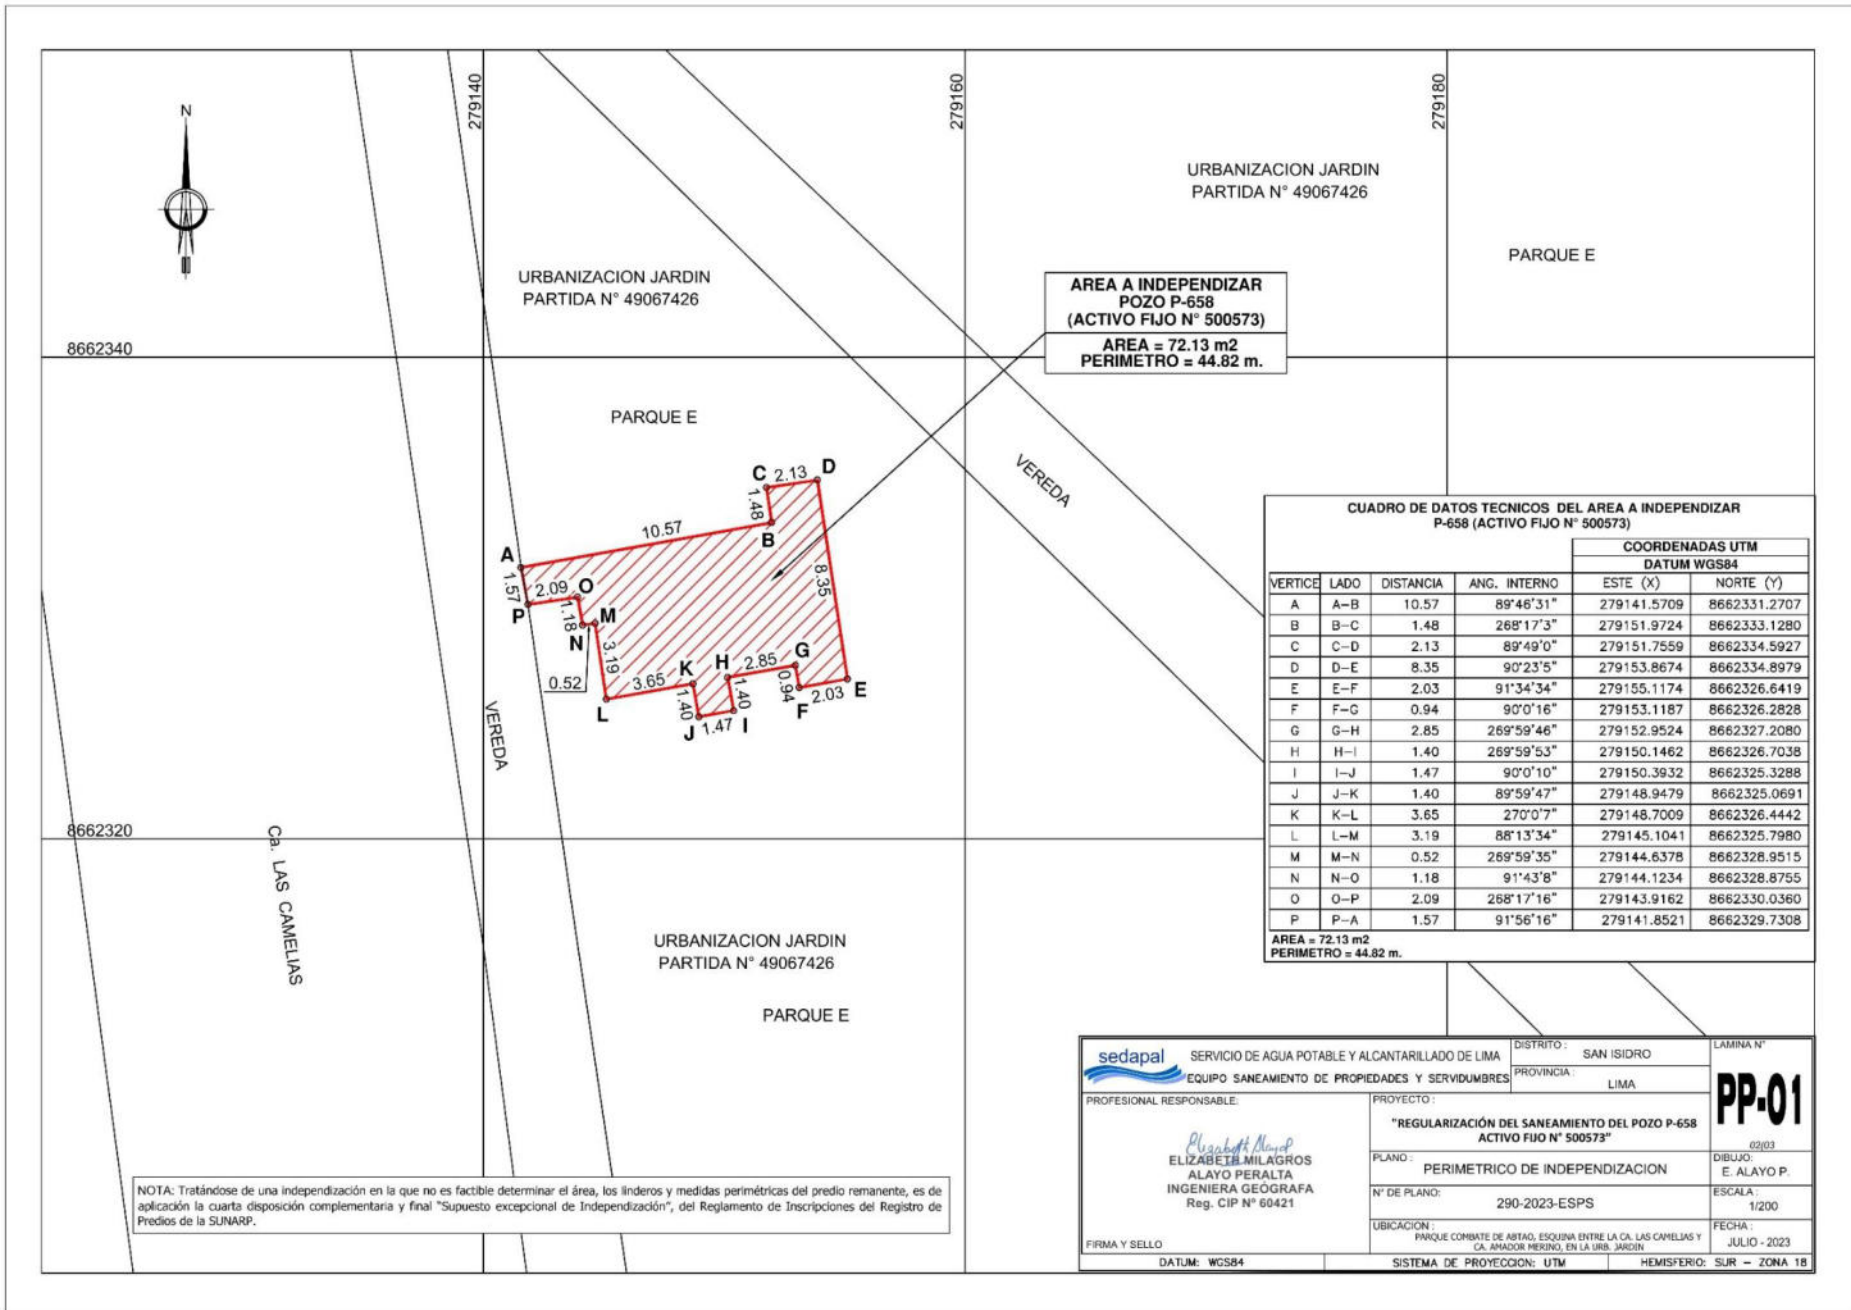 279140
279160
279180
N
URBANIZACION JARDIN
PARTIDA N° 49067426
PARQUE E
URBANIZACION JARDIN
PARTIDA N° 49067426
AREA A INDEPENDIZAR
POZO P-658
(ACTIVO FIJO N° 500573)
AREA = 72.13 m2
PERIMETRO = 44.82 m.
8662340
PARQUE E
VEREDA
C 2.13 D
1.48
10.57
B
A
1.57
2.09
O
8.35
P
1.18
M
N
3.19
H
2.85
G
K
0.52
3.65
1.40
1.40
0.94
2.03
E
L
J
1.47
I
F
VEREDA
8662320
Ca. LAS CAMELIAS
URBANIZACION JARDIN
PARTIDA N° 49067426
PARQUE E
CUADRO DE DATOS TECNICOS DEL AREA A INDEPENDIZAR
P-658 (ACTIVO FIJO N° 500573)
COORDENADAS UTM
DATUM WGS84
VERTICE LADO DISTANCIA ANG. INTERNO ESTE (X) NORTE (Y)
A A-B 10.57 89°46'31" 279141.5709 8662331.2707
B B-C 1.48 268°17'3" 279151.9724 8662333.1280
C C-D 2.13 89°49'0" 279151.7559 8662334.5927
D D-E 8.35 90°23'5" 279153.8674 8662334.8979
E E-F 2.03 91°34'34" 279155.1174 8662326.6419
F F-G 0.94 90°0'16" 279153.1187 8662326.2828
G G-H 2.85 269°59'46" 279152.9524 8662327.2080
H H-I 1.40 269°59'53" 279150.1462 8662326.7038
I I-J 1.47 90°0'10" 279150.3932 8662325.3288
J J-K 1.40 89°59'47" 279148.9479 8662325.0691
K K-L 3.65 270°0'7" 279148.7009 8662326.4442
L L-M 3.19 88°13'34" 279145.1041 8662325.7980
M M-N 0.52 269°59'35" 279144.6378 8662328.9515
N N-O 1.18 91°43'8" 279144.1234 8662328.8755
O O-P 2.09 268°17'16" 279143.9162 8662330.0360
P P-A 1.57 91°56'16" 279141.8521 8662329.7308
AREA = 72.13 m2
PERIMETRO = 44.82 m.
NOTA: Tratándose de una independización en la que no es factible determinar el área, los linderos y medidas perimétricas del predio remanente, es de
aplicación la cuarta disposición complementaria y final "Supuesto excepcional de Independización", del Reglamento de Inscripciones del Registro de
Predios de la SUNARP.
sedapal
SERVICIO DE AGUA POTABLE Y ALCANTARILLADO DE LIMA
EQUIPO SANEAMIENTO DE PROPIEDADES Y SERVIDUMBRES
DISTRITO :
SAN ISIDRO
PROVINCIA :
LIMA
LAMINA N°
PP-01
02/03
PROFESIONAL RESPONSABLE:
Elizabeth Alayo P
ELIZABETH MILAGROS
ALAYO PERALTA
INGENIERA GEÓGRAFA
Reg. CIP N° 60421
FIRMA Y SELLO
PROYECTO :
"REGULARIZACIÓN DEL SANEAMIENTO DEL POZO P-658
ACTIVO FIJO N° 500573"
PLANO :
PERIMETRICO DE INDEPENDIZACION
DIBUJO:
E. ALAYO P.
N° DE PLANO:
290-2023-ESPS
ESCALA :
1/200
UBICACION :
PARQUE COMBATE DE ABTAO, ESQUINA ENTRE LA CA. LAS CAMELIAS Y
CA. AMADOR MERINO, EN LA URB. JARDIN
FECHA :
JULIO - 2023
DATUM: WGS84
SISTEMA DE PROYECCION: UTM
HEMISFERIO: SUR - ZONA 18